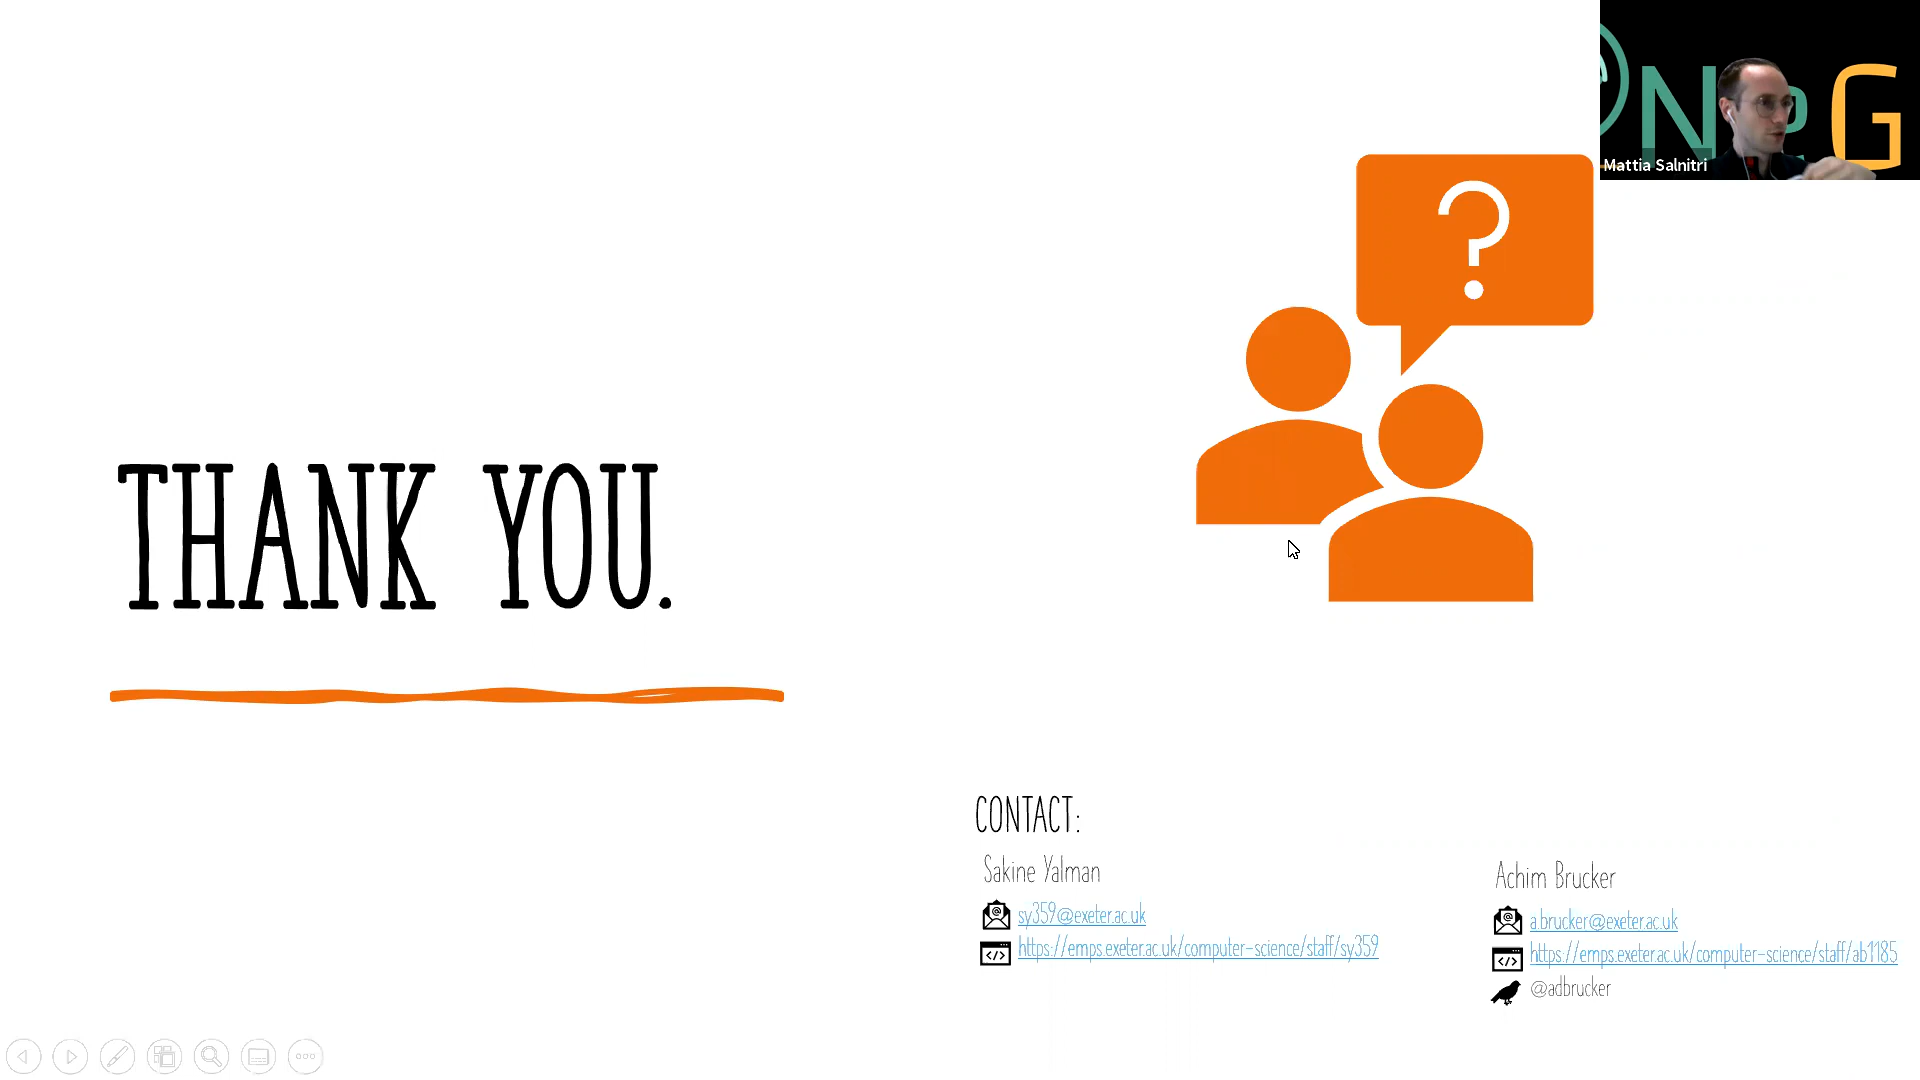 N e G
Mattia Salnitri
?
THANK YOU.
CONTACT:
Sakine Yalman
sy359@exeter.ac.uk
https://emps.exeter.ac.uk/computer-science/staff/sy359
Achim Brucker
a.brucker@exeter.ac.uk
https://emps.exeter.ac.uk/computer-science/staff/ab1185
@adbrucker